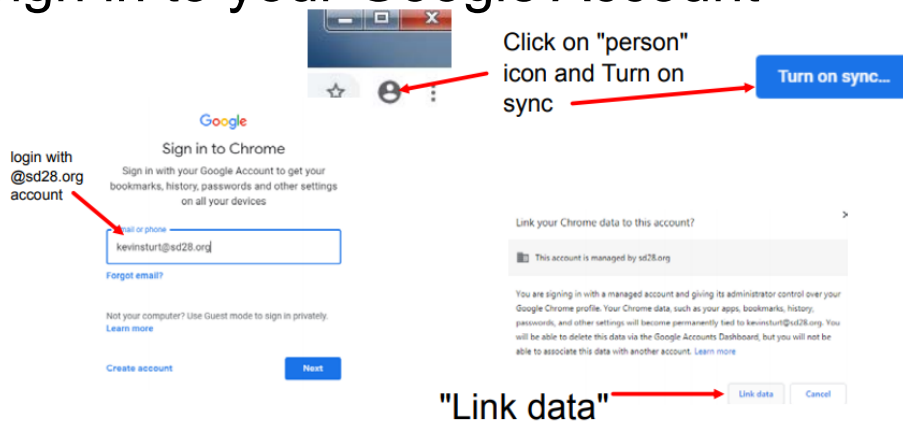 ign in to your Google Account
Click on "person"
icon and Turn on
sync
Turn on sync...
Google
Sign in to Chrome
Sign in with your Google Account to get your
bookmarks, history, passwords and other settings
on all your devices
login with
@sd28.org
account
Email or phone
kevinsturt@sd28.org
Forgot email?
Not your computer? Use Guest mode to sign in privately.
Learn more
Create account
Next
Link your Chrome data to this account?
This account is managed by sd28.org
You are signing in with a managed account and giving its administrator control over your
Google Chrome profile. Your Chrome data, such as your apps, bookmarks, history,
passwords, and other settings will become permanently tied to kevinsturt@sd28.org. You
will be able to delete this data via the Google Accounts Dashboard, but you will not be
able to associate this data with another account. Learn more
"Link data"
Link data
Cancel